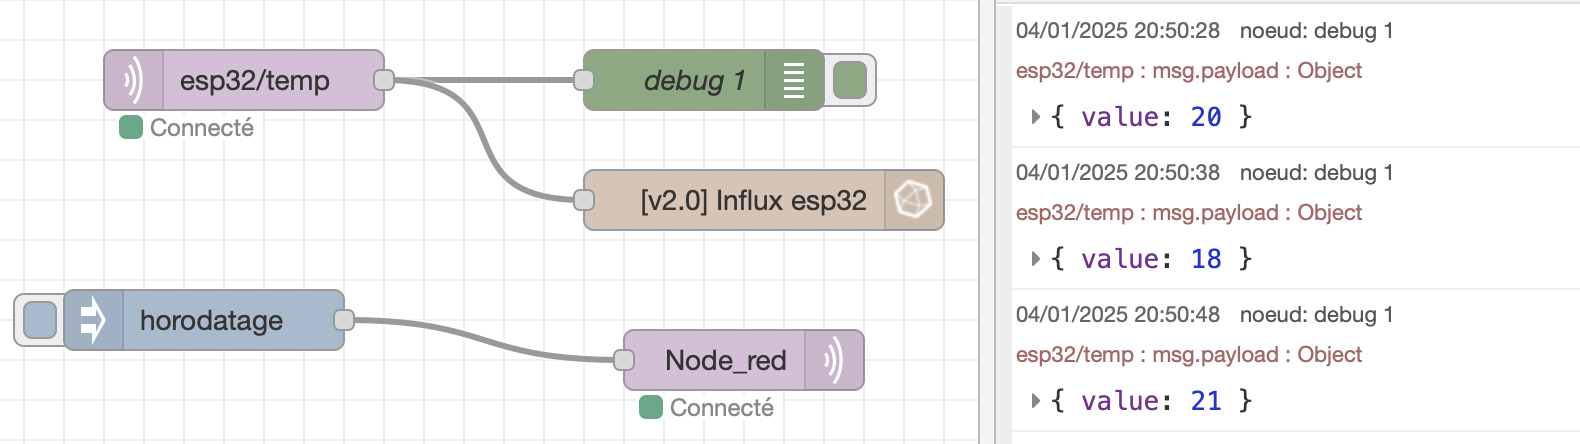 esp32/temp
Connecté
debug 1
[v2.0] Influx esp32
horodatage
Node_red
Connecté
04/01/2025 20:50:28 noeud: debug 1
esp32/temp : msg.payload : Object
{ value: 20 }
04/01/2025 20:50:38 noeud: debug 1
esp32/temp : msg.payload : Object
{ value: 18 }
04/01/2025 20:50:48 noeud: debug 1
esp32/temp : msg.payload : Object
{ value: 21 }